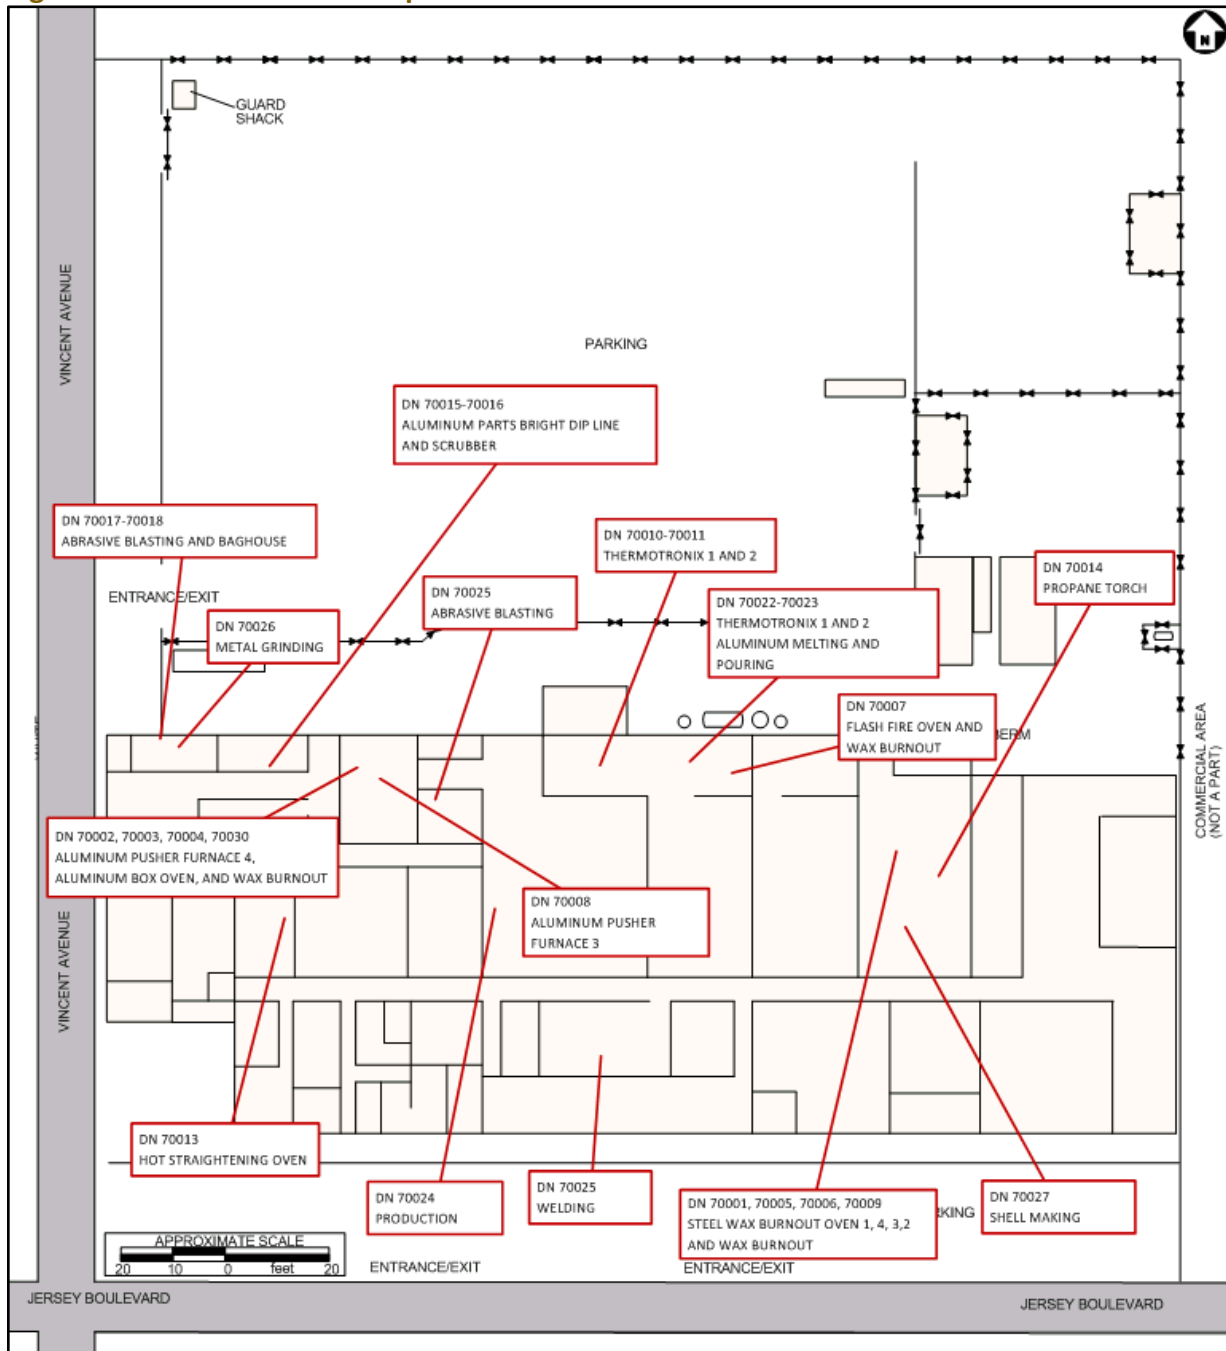 N
GUARD
SHACK
VINCENT AVENUE
PARKING
DN 70015-70016
ALUMINUM PARTS BRIGHT DIP LINE
AND SCRUBBER
DN 70017-70018
ABRASIVE BLASTING AND BAGHOUSE
DN 70010-70011
THERMOTRONIX 1 AND 2
DN 70014
PROPANE TORCH
ENTRANCE/EXIT
DN 70025
ABRASIVE BLASTING
DN 70026
METAL GRINDING
DN 70022-70023
THERMOTRONIX 1 AND 2
ALUMINUM MELTING AND
POURING
DN 70007
FLASH FIRE OVEN AND
WAX BURNOUT
BERM
COMMERCIAL AREA
(NOT A PART)
DN 70002, 70003, 70004, 70030
ALUMINUM PUSHER FURNACE 4,
ALUMINUM BOX OVEN, AND WAX BURNOUT
DN 70008
ALUMINUM PUSHER
FURNACE 3
VINCENT AVENUE
DN 70013
HOT STRAIGHTENING OVEN
DN 70024
PRODUCTION
DN 70025
WELDING
DN 70001, 70005, 70006, 70009
STEEL WAX BURNOUT OVEN 1, 4, 3,2
AND WAX BURNOUT
RKING
DN 70027
SHELL MAKING
APPROXIMATE SCALE
20 10 0 feet 20
ENTRANCE/EXIT
ENTRANCE/EXIT
JERSEY BOULEVARD
JERSEY BOULEVARD